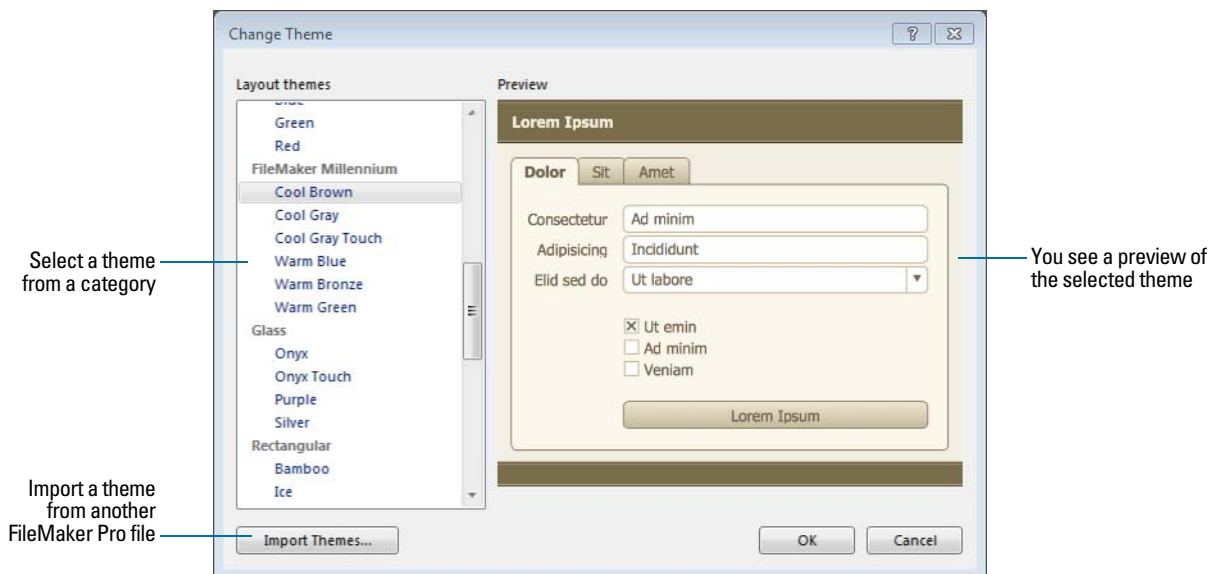 Change Theme
Layout themes
Preview
Blue
Green
Red
FileMaker Millennium
Cool Brown
Cool Gray
Cool Gray Touch
Warm Blue
Warm Bronze
Warm Green
Glass
Onyx
Onyx Touch
Purple
Silver
Rectangular
Bamboo
Ice
Import Themes...
Lorem Ipsum
Dolor Sit Amet
Consectetur Ad minim
Adipisicing Incididunt
Elid sed do Ut labore
Ut emin
Ad minim
Veniam
Lorem Ipsum
OK Cancel
Select a theme
from a category
Import a theme
from another
FileMaker Pro file
You see a preview of
the selected theme